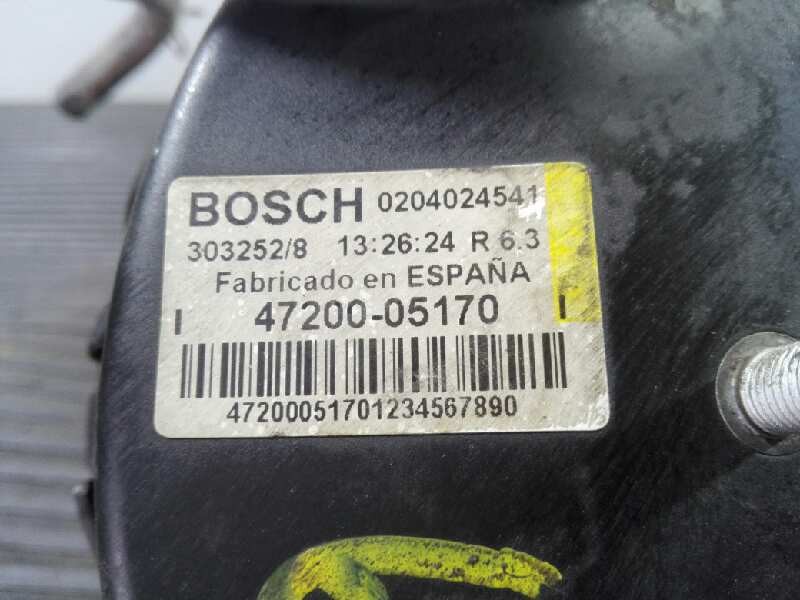 BOSCH 0204024541
303252/8 13:26:24 R 6.3
Fabricado en ESPAÑA
47200-05170
47200051701234567890